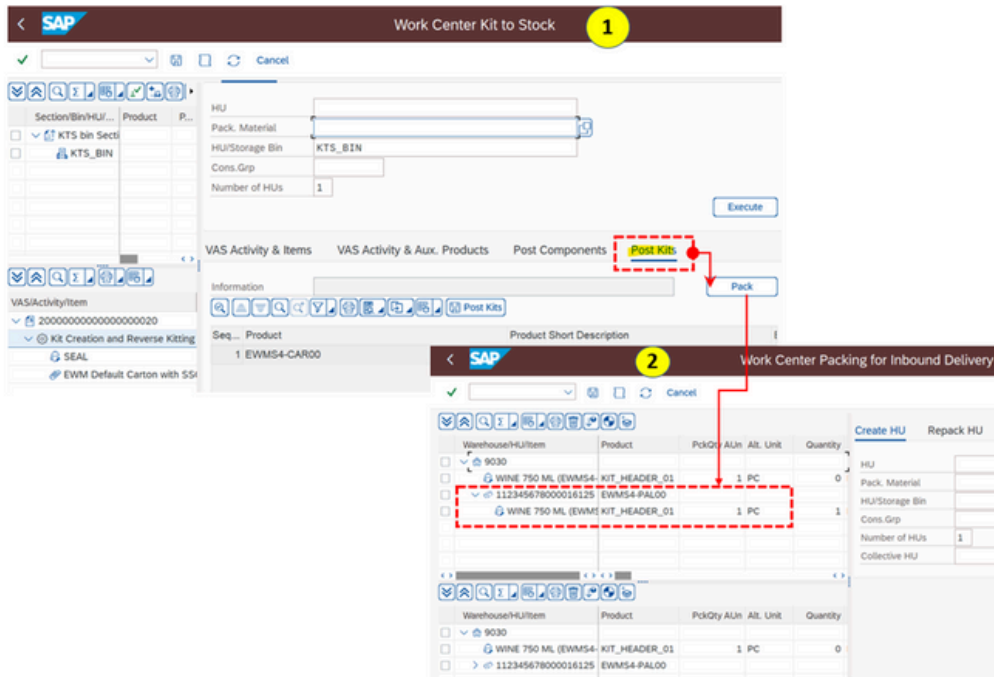 SAP Work Center Kit to Stock 1
Cancel
Section/Bin/HU/... Product P...
KTS bin Secti
KTS_BIN
HU
Pack. Material
HU/Storage Bin KTS_BIN
Cons.Grp
Number of HUs 1
Execute
VAS Activity & Items VAS Activity & Aux. Products Post Components Post Kits
Information Pack
Post Kits
Seq... Product Product Short Description
1 EWMS4-CAR00
VAS/Activity/Item
Kit Creation and Reverse Kitting
SEAL
EWM Default Carton with SS
SAP 2 Work Center Packing for Inbound Delivery
Cancel
Warehouse/HU/Item Product PckQty AUn Alt. Unit Quantity
9030
WINE 750 ML (EWMS4- KIT_HEADER_01 1 PC 0
112345678000016125 EWMS4-PAL00
WINE 750 ML (EWMS KIT_HEADER_01 1 PC 1
Create HU Repack HU
HU
Pack. Material
HU/Storage Bin
Cons.Grp
Number of HUs 1
Collective HU
Warehouse/HU/Item Product PckQty AUn Alt. Unit Quantity
9030
WINE 750 ML (EWMS4- KIT_HEADER_01 1 PC 0
112345678000016125 EWMS4-PAL00